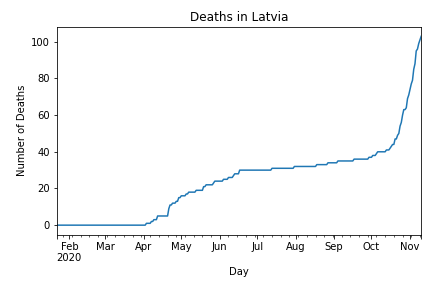 Deaths in Latvia
100
80
60
40
20
0
Number of Deaths
Feb Mar Apr May Jun Jul Aug Sep Oct Nov
2020
Day